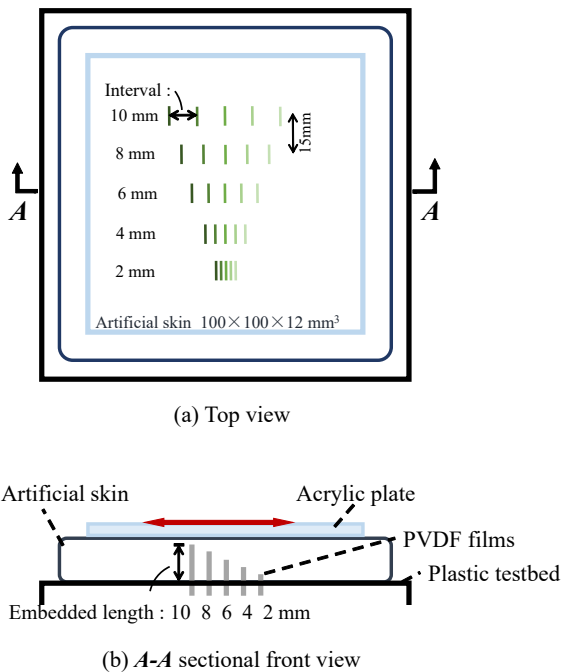 Interval :
10 mm
15mm
8 mm
6 mm
A
A
4 mm
2 mm
Artificial skin 100×100×12 mm³
(a) Top view
Artificial skin
Acrylic plate
PVDF films
Plastic testbed
Embedded length : 10 8 6 4 2 mm
(b) A-A sectional front view